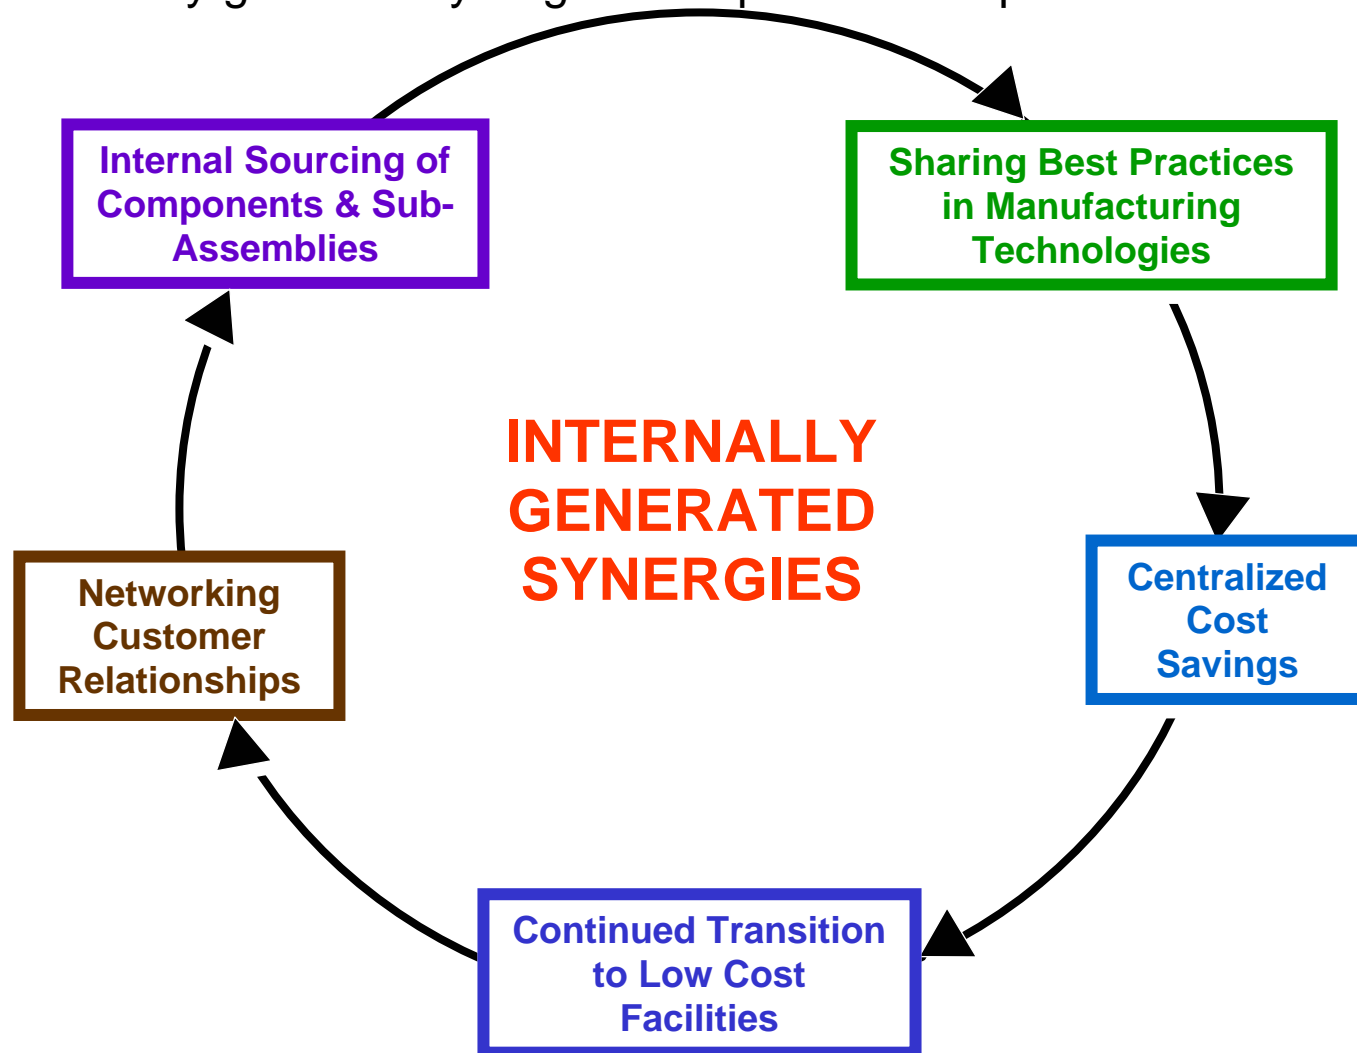 Internal Sourcing of
Components & Sub-
Assemblies
Sharing Best Practices
in Manufacturing
Technologies
INTERNALLY
GENERATED
SYNERGIES
Networking
Customer
Relationships
Centralized
Cost
Savings
Continued Transition
to Low Cost
Facilities